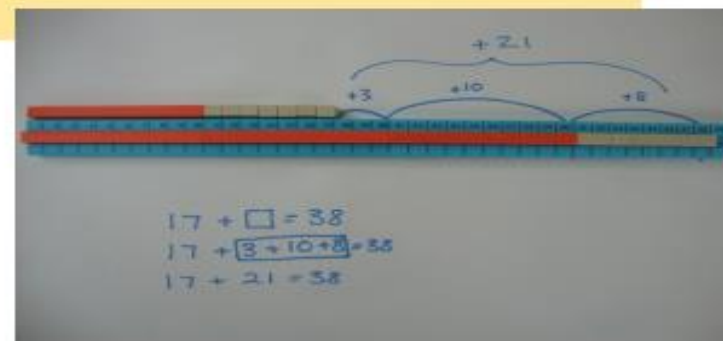 + 21
+3 +10 +8
17 + □ = 38
17 + 3 + 10 + 8 = 38
17 + 21 = 38